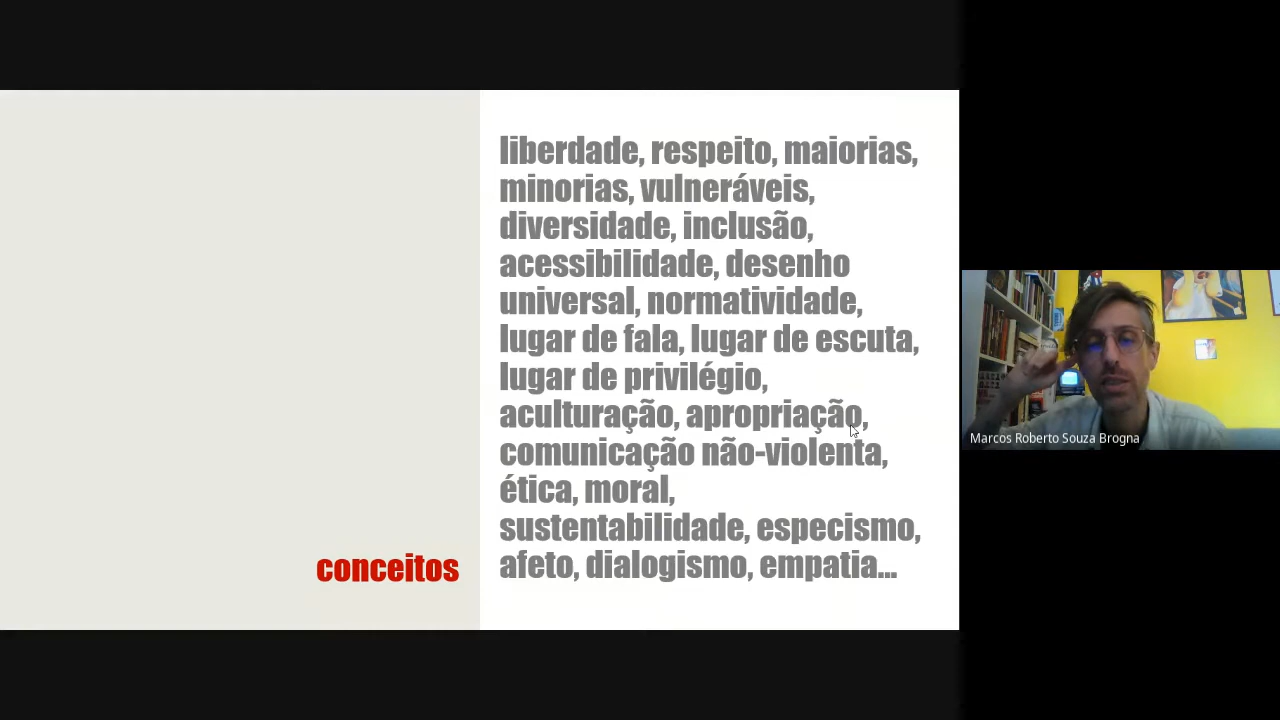 liberdade, respeito, maiorias,
minorias, vulneráveis,
diversidade, inclusão,
acessibilidade, desenho
universal, normatividade,
lugar de fala, lugar de escuta,
lugar de privilégio,
aculturação, apropriação,
comunicação não-violenta,
ética, moral,
sustentabilidade, especismo,
afeto, dialogismo, empatia...
conceitos
Marcos Roberto Souza Brogna